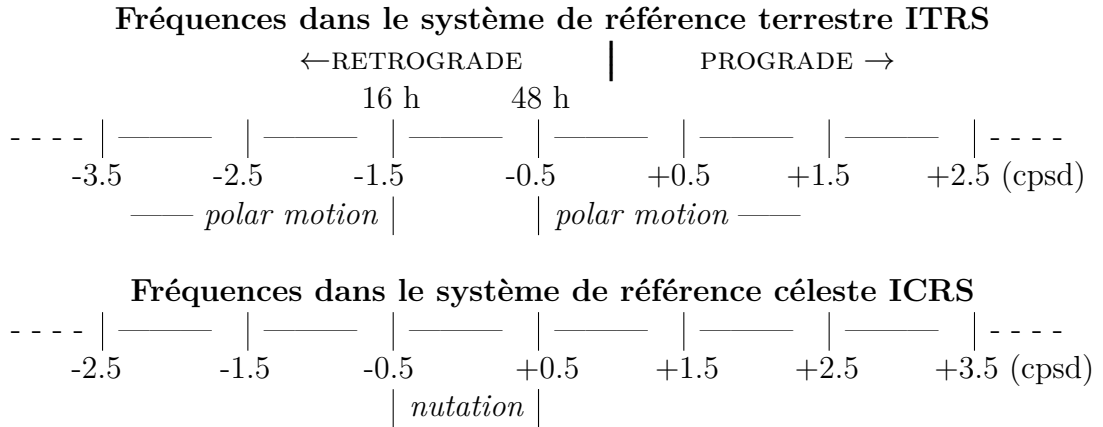 Fréquences dans le système de référence terrestre ITRS
←RETROGRADE | PROGRADE →
16 h 48 h
- - - - | ——— | ——— | ——— | ——— | ——— | ——— | - - - -
-3.5 -2.5 -1.5 -0.5 +0.5 +1.5 +2.5 (cpsd)
—— polar motion | | polar motion ——
Fréquences dans le système de référence céleste ICRS
- - - - | ——— | ——— | ——— | ——— | ——— | ——— | - - - -
-2.5 -1.5 -0.5 +0.5 +1.5 +2.5 +3.5 (cpsd)
| nutation |